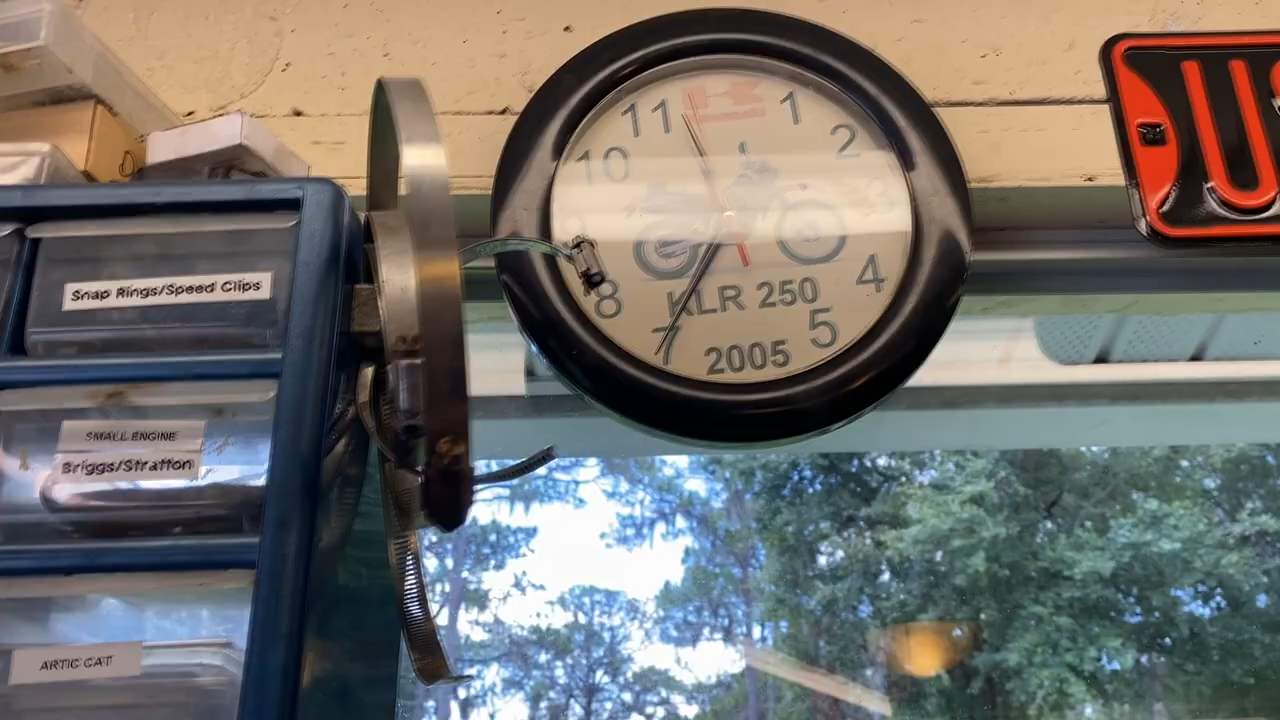 11
1
2
10
3
4
8
KLR 250
5
7
2005
Snap Rings/Speed Clips
SMALL ENGINE
Briggs/Stratton
ARTIC CAT